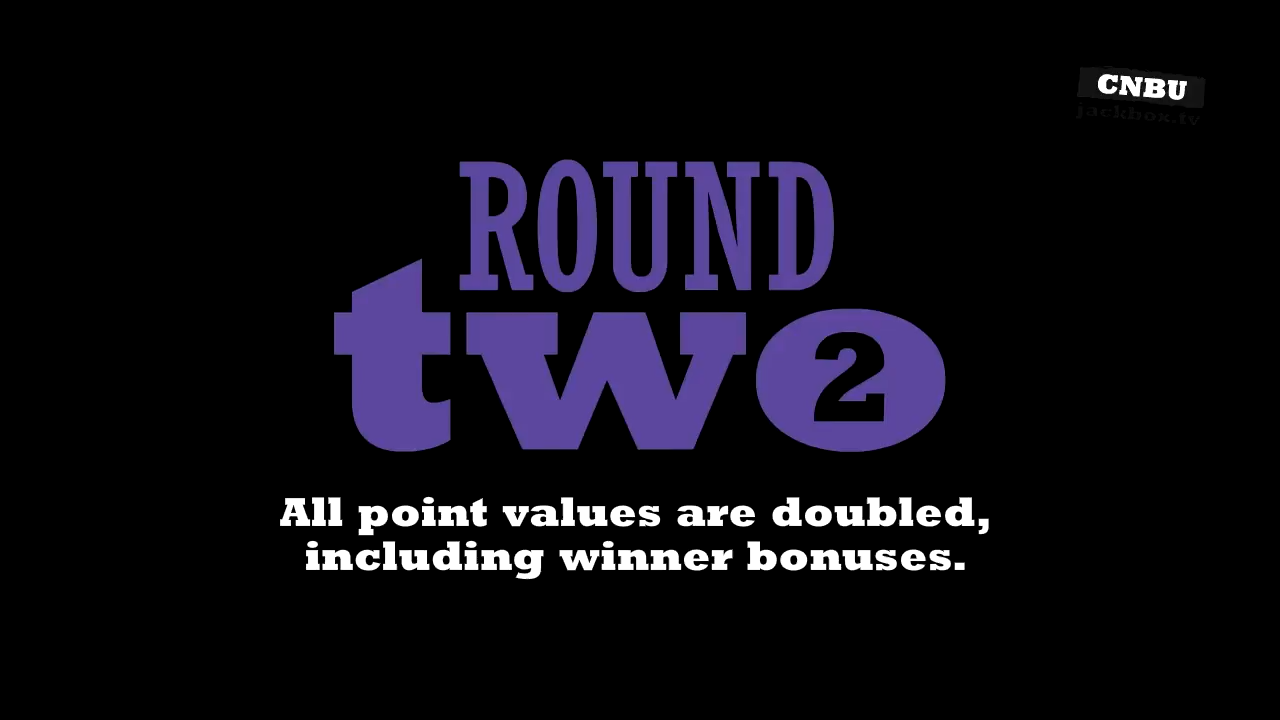 CNBU
jackbox.tv
ROUND
two
2
All point values are doubled,
including winner bonuses.